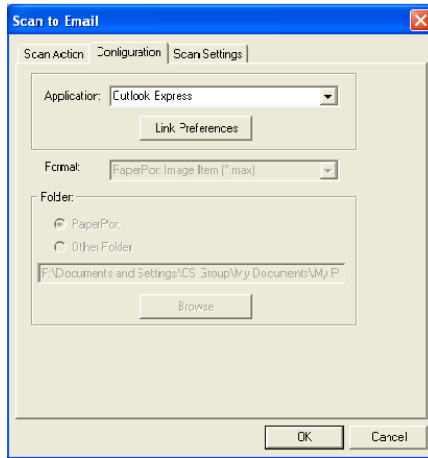 Scan to Email
Scan Action Configuration Scan Settings
Application: Outlook Express
Link Preferences
Format: PaperPort Image Item (*.max)
Folder:
PaperPort
Other Folder
F:\Documents and Settings\CS Group\My Documents\My P
Browse
OK Cancel